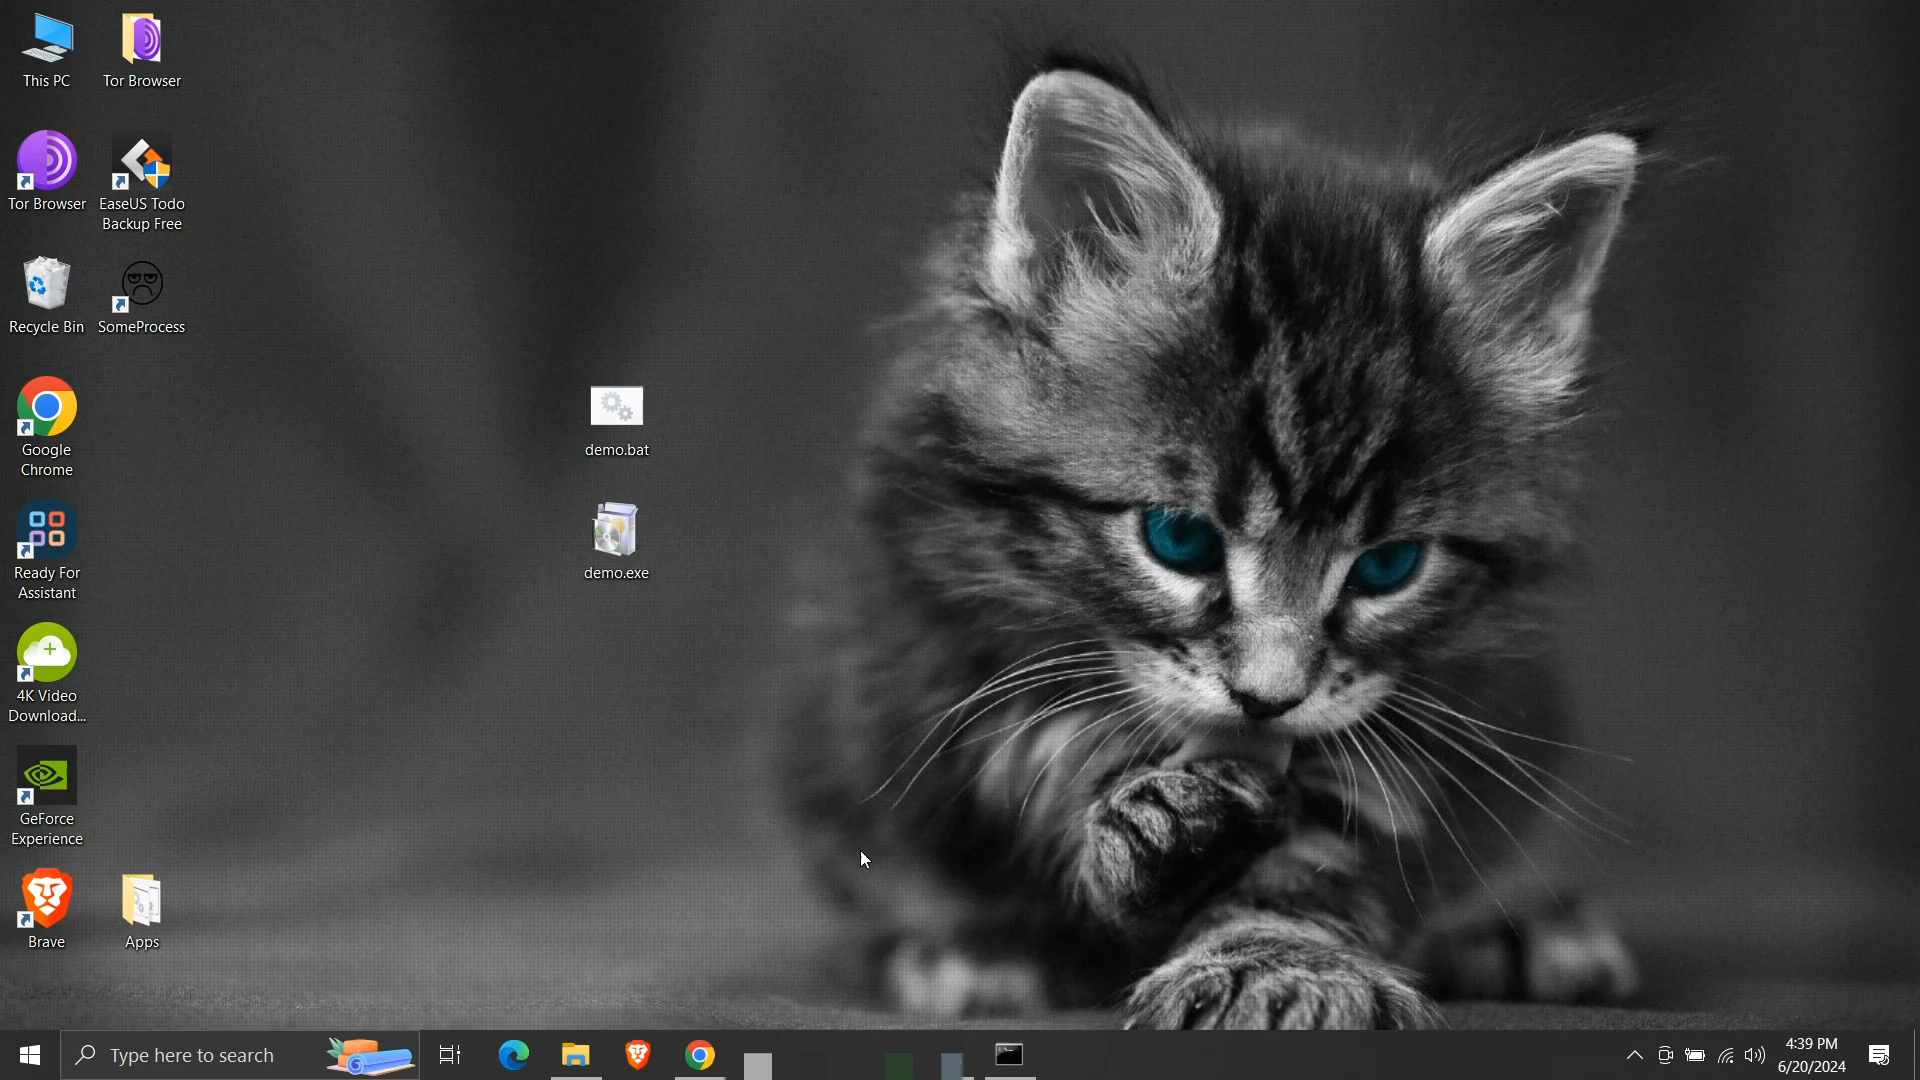 This PC
Tor Browser
Tor Browser
EaseUS Todo
Backup Free
Recycle Bin
SomeProcess
Google
Chrome
demo.bat
Ready For
Assistant
demo.exe
4K Video
Download...
GeForce
Experience
Brave
Apps
Type here to search
4:39 PM
6/20/2024